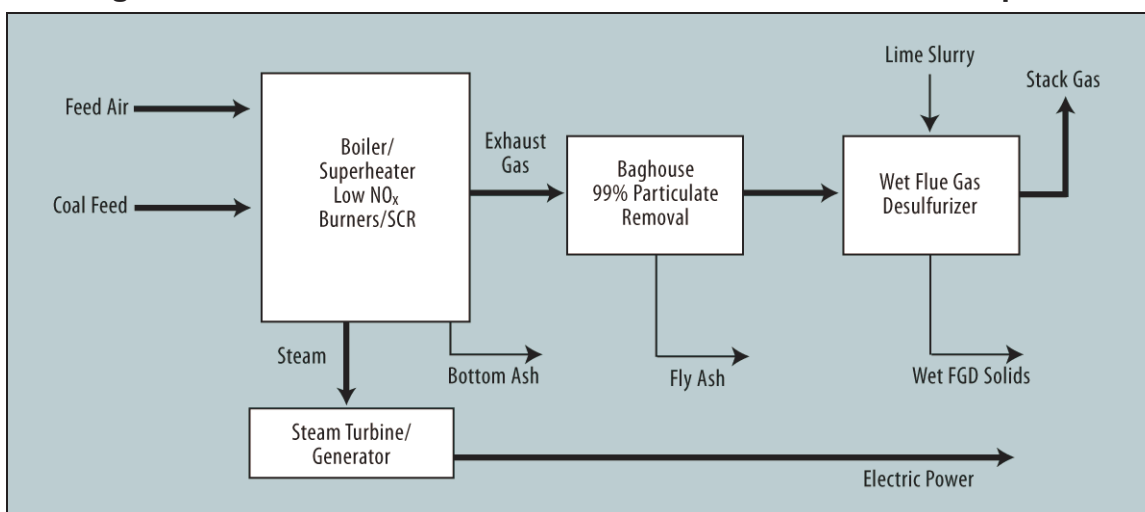 Feed Air
Coal Feed
Boiler/
Superheater
Low NOₓ
Burners/SCR
Exhaust
Gas
Baghouse
99% Particulate
Removal
Lime Slurry
Wet Flue Gas
Desulfurizer
Stack Gas
Steam
Bottom Ash
Fly Ash
Wet FGD Solids
Steam Turbine/
Generator
Electric Power